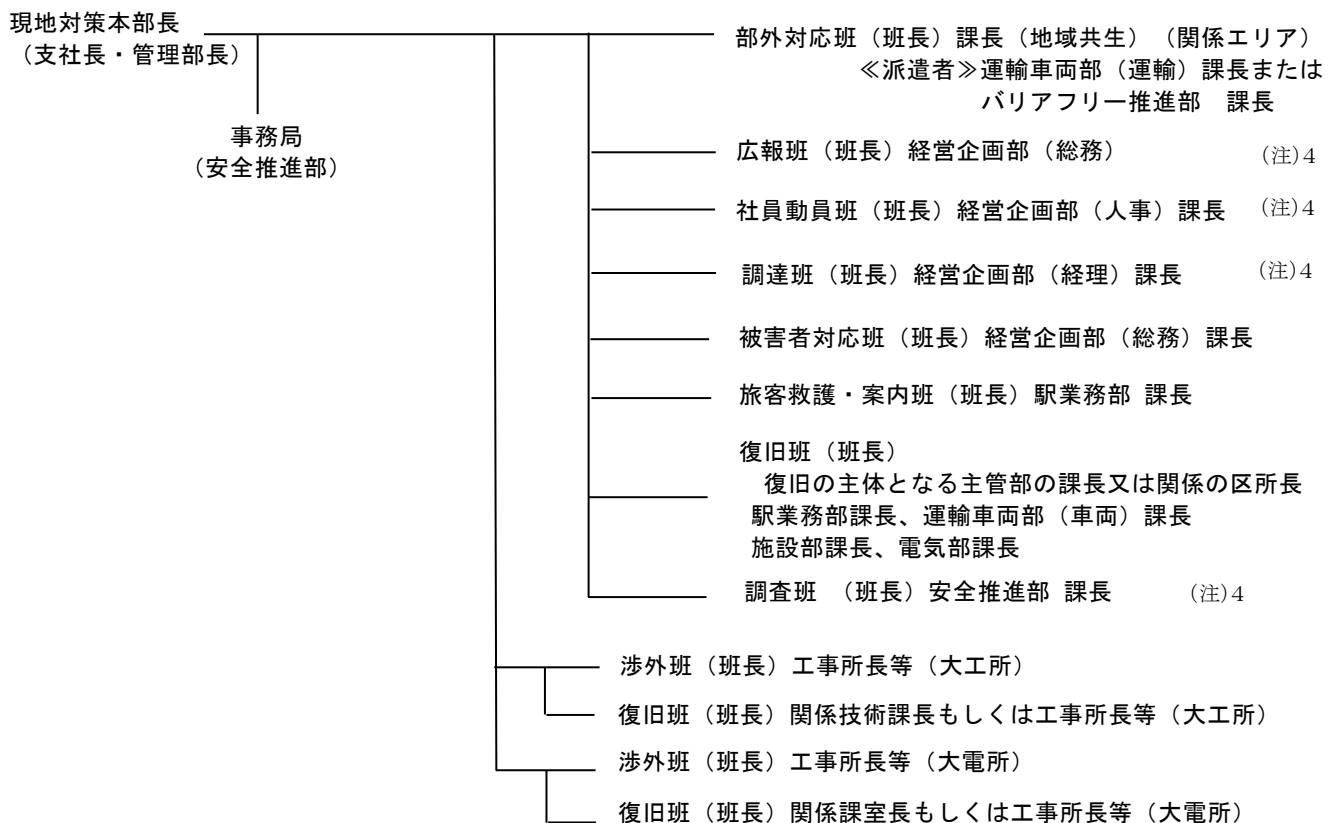 現地対策本部長
（支社長・管理部長）
事務局
（安全推進部）
部外対応班（班長）課長（地域共生）（関係エリア）
≪派遣者≫運輸車両部（運輸）課長または
バリアフリー推進部　課長
広報班（班長）経営企画部（総務）　（注）4
社員動員班（班長）経営企画部（人事）課長　（注）4
調達班（班長）経営企画部（経理）課長　（注）4
被害者対応班（班長）経営企画部（総務）課長
旅客救護・案内班（班長）駅業務部 課長
復旧班（班長）
復旧の主体となる主管部の課長又は関係の区所長
駅業務部課長、運輸車両部（車両）課長
施設部課長、電気部課長
調査班　（班長）安全推進部 課長　（注）4
渉外班（班長）工事所長等（大工所）
復旧班（班長）関係技術課長もしくは工事所長等（大工所）
渉外班（班長）工事所長等（大電所）
復旧班（班長）関係課室長もしくは工事所長等（大電所）